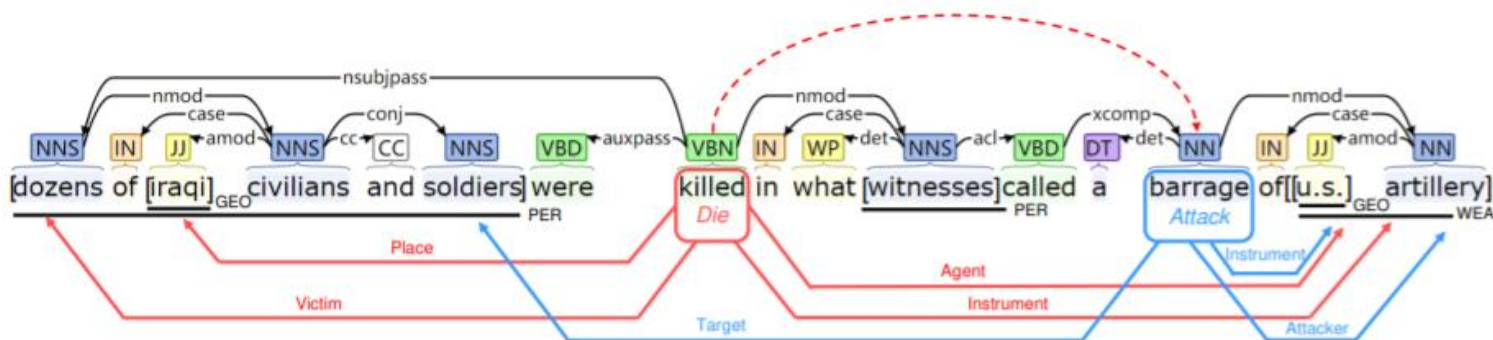 nsubjpass
nmod case conj nmod case xcomp nmod case
NNS IN JJ amod NNS cc CC NNS VBD auxpass VBN IN WP det NNS acl VBD DT det NN IN JJ amod NN
[dozens of [iraqi] civilians and soldiers] were killed in what [witnesses] called a barrage of[[u.s.] artillery]
GEO PER Die PER Attack GEO WEA
Place Agent Instrument
Victim Instrument
Target Attacker